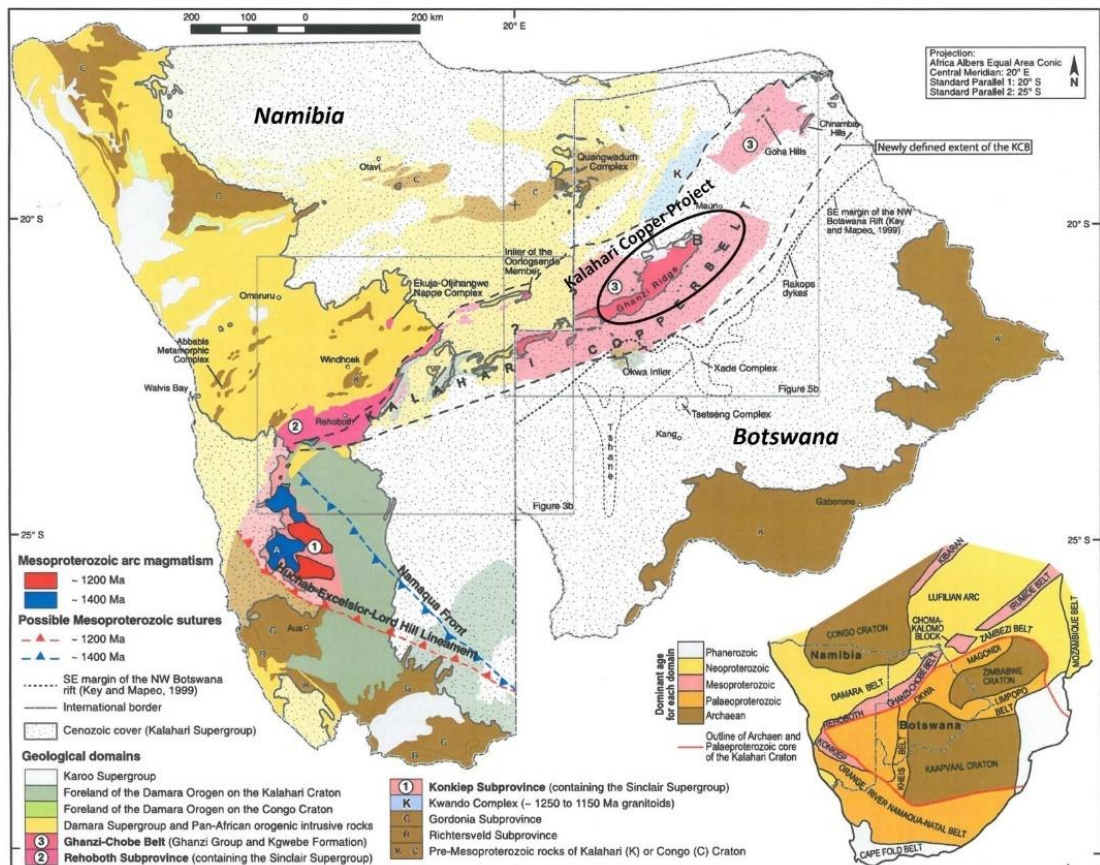 200
0
200 km
20° E
Projection:
Africa Albers Equal Area Conic
Central Meridian: 20° E
Standard Parallel 1: 20° S
Standard Parallel 2: 25° S
N
Namibia
Chinamba
Hills
Goha Hills
Newly defined extent of the KCB
Otavi
C
Quangwadum
Complex
C
C
K
3
Maun
20° S
20° S
SE margin of the NW
Botswana Rift (Key
and Mapeo, 1999)
Kalahari Copper Project
Inlier of the
Oorlogsende
Member
B
3
Ghanzi Ridge
Rakops
dykes
Ekuja-Otjihangwe
Nappe Complex
Omaruru
Abbabis
Metamorphic
Complex
Windhoek
K
Walvis Bay
?
KALAHARI COPPERBELT
Okwa Inlier
Xade Complex
Figure 5b
K
2
Rehoboth
Tsetseng Complex
Kang
Tshane
Botswana
Figure 3b
Gaborone
K
25° S
25° S
A
1
Namaqua Front
Huchab-Excelsior-Lord Hill Lineament
Aus
G
R
R
G
G
R
G
Mesoproterozoic arc magmatism
~ 1200 Ma
~ 1400 Ma
Possible Mesoproterozoic sutures
~ 1200 Ma
~ 1400 Ma
SE margin of the NW Botswana
rift (Key and Mapeo, 1999)
International border
Cenozoic cover (Kalahari Supergroup)
Geological domains
Karoo Supergroup
Foreland of the Damara Orogen on the Kalahari Craton
Foreland of the Damara Orogen on the Congo Craton
Damara Supergroup and Pan-African orogenic intrusive rocks
3 Ghanzi-Chobe Belt (Ghanzi Group and Kgwebe Formation)
2 Rehoboth Subprovince (containing the Sinclair Supergroup)
1 Konkiep Subprovince (containing the Sinclair Supergroup)
K Kwando Complex (~ 1250 to 1150 Ma granitoids)
G Gordonia Subprovince
R Richtersveld Subprovince
K C Pre-Mesoproterozoic rocks of Kalahari (K) or Congo (C) Craton
Dominant age
for each domain
Phanerozoic
Neoproterozoic
Mesoproterozoic
Palaeoproterozoic
Archaean
Outline of Archaen and
Palaeoproterozoic core
of the Kalahari Craton
KIBARAN
LUFILIAN ARC
IRUMIDE BELT
CONGO CRATON
CHOMA-
KALOMO
BLOCK
ZAMBEZI BELT
MOZAMBIQUE BELT
Namibia
MAGONDI
ZIMBABWE
CRATON
DAMARA BELT
GHANZI-CHOBE BELT
OKWA
LIMPOPO
BELT
REHOBOTH
Botswana
KONKIEP
KHEIS BELT
KAAPVAAL CRATON
ORANGE RIVER NAMAQUA-NATAL BELT
CAPE FOLD BELT